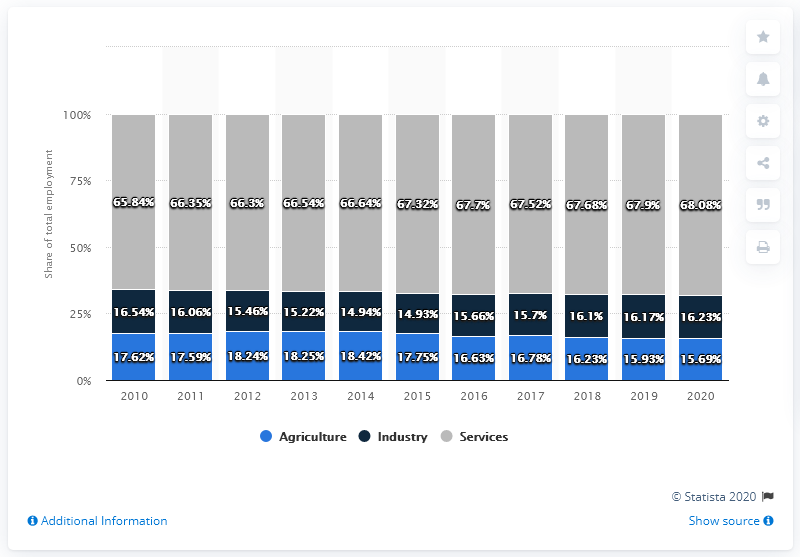 Share of total employment
100%
75%
50%
25%
0%
65.84% 66.35% 66.3% 66.54% 66.64% 67.32% 67.7% 67.52% 67.68% 67.9% 68.08%
16.54% 16.06% 15.46% 15.22% 14.94% 14.93% 15.66% 15.7% 16.1% 16.17% 16.23%
17.62% 17.59% 18.24% 18.25% 18.42% 17.75% 16.63% 16.78% 16.23% 15.93% 15.69%
2010 2011 2012 2013 2014 2015 2016 2017 2018 2019 2020
Agriculture Industry Services
© Statista 2020
Additional Information Show source